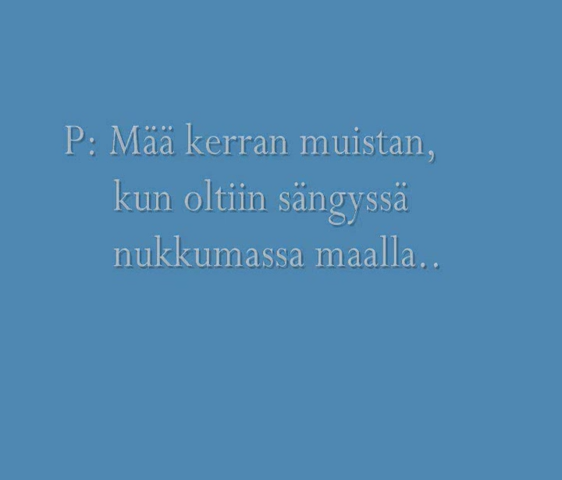 P: Mää kerran muistan,
kun oltiin sängyssä
nukkumassa maalla..